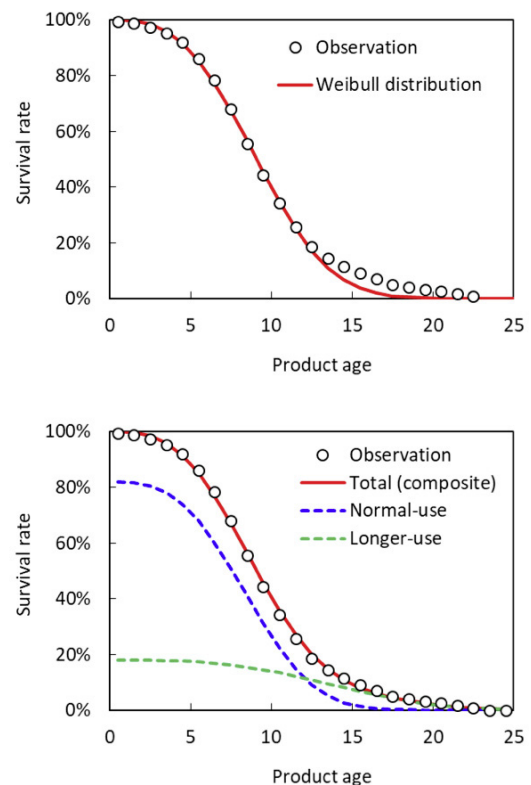 100%
80%
60%
40%
20%
0%
Survival rate
Observation
Weibull distribution
0 5 10 15 20 25
Product age
100%
80%
60%
40%
20%
0%
Survival rate
Observation
Total (composite)
Normal-use
Longer-use
0 5 10 15 20 25
Product age